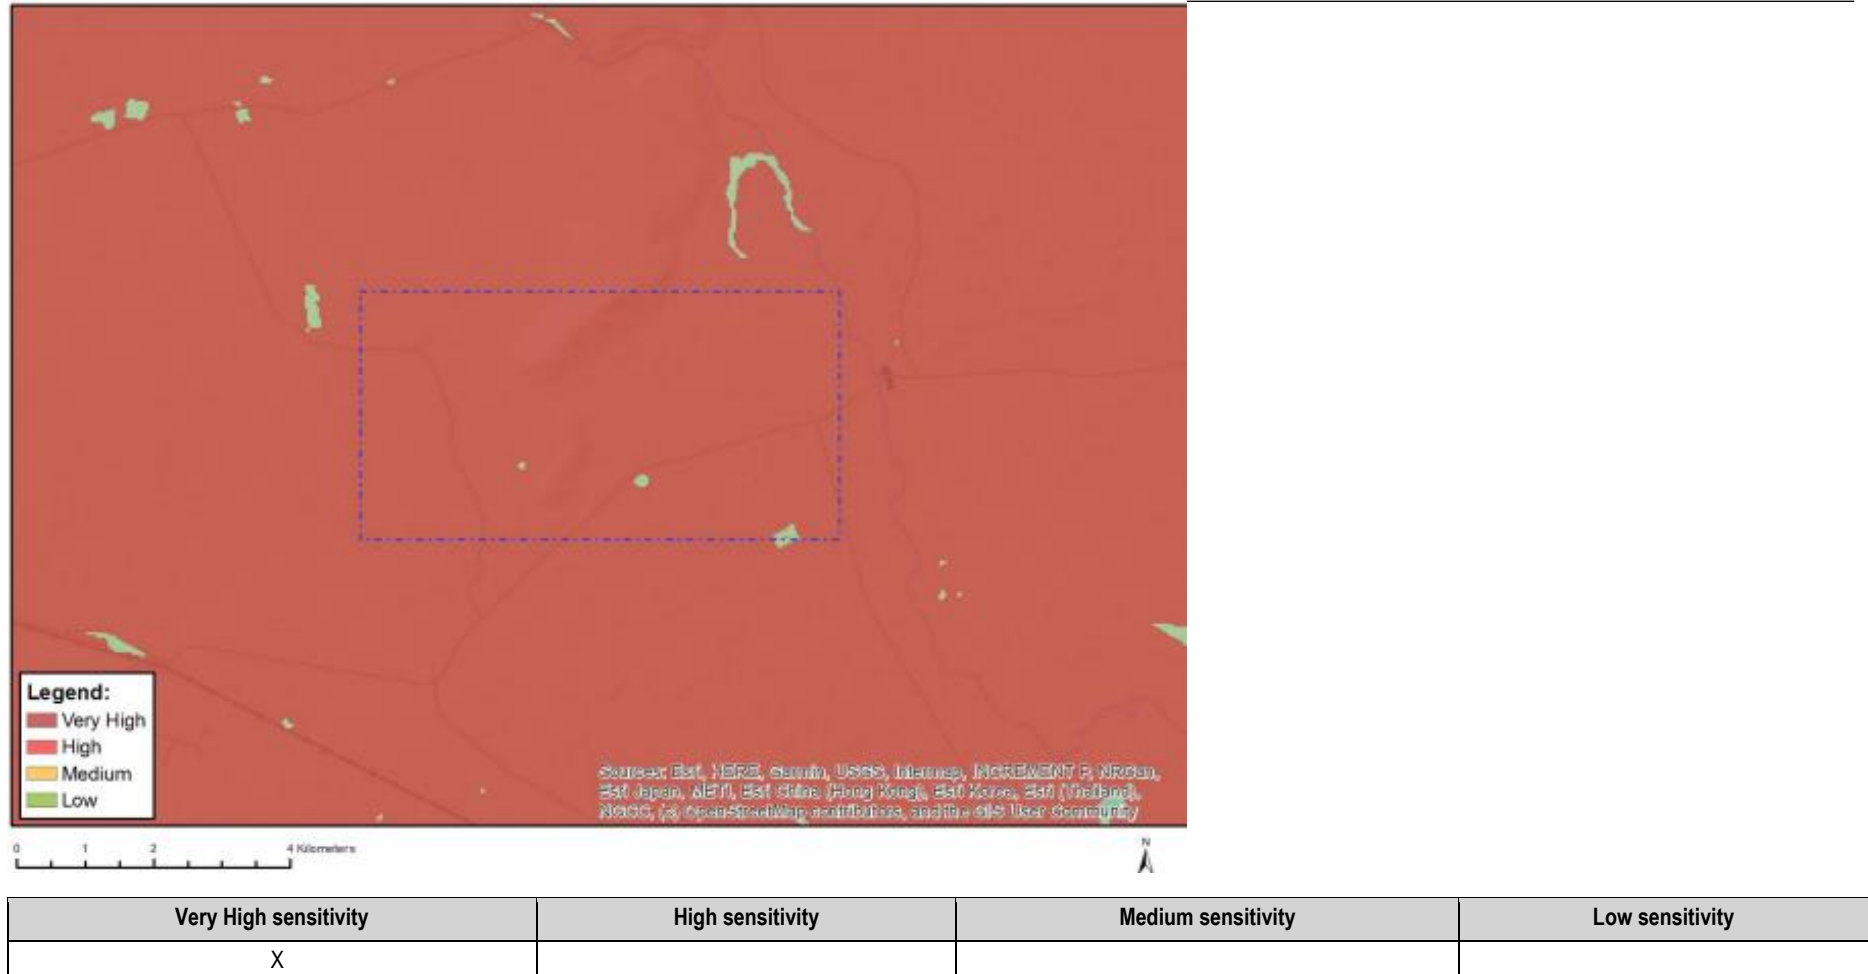 Legend:
Very High
High
Medium
Low
Sources: Esri, HERE, Garmin, USGS, Intermap, INCREMENT P, NRCan,
Esri Japan, METI, Esri China (Hong Kong), Esri Korea, Esri (Thailand),
NGCC, (c) OpenStreetMap contributors, and the GIS User Community
0 1 2 4 Kilometers
N
Very High sensitivity High sensitivity Medium sensitivity Low sensitivity
X